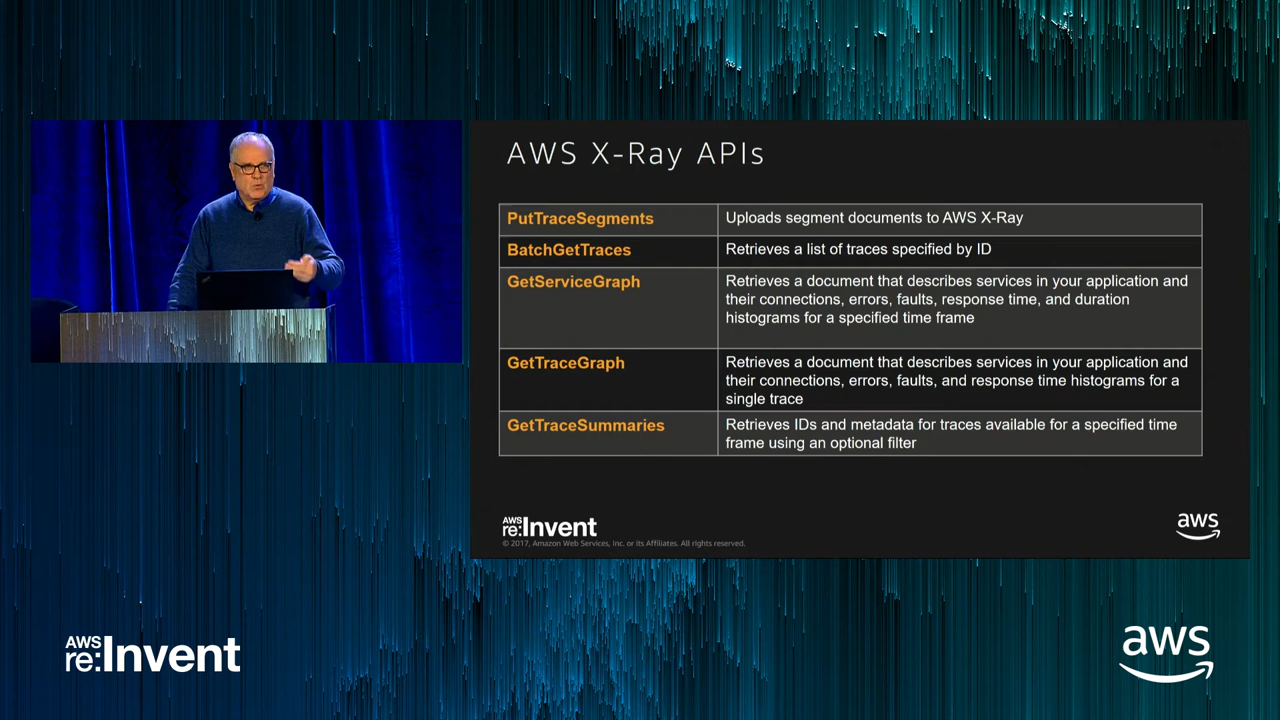 AWS X-Ray APIs
PutTraceSegments
Uploads segment documents to AWS X-Ray
BatchGetTraces
Retrieves a list of traces specified by ID
GetServiceGraph
Retrieves a document that describes services in your application and
their connections, errors, faults, response time, and duration
histograms for a specified time frame
GetTraceGraph
Retrieves a document that describes services in your application and
their connections, errors, faults, and response time histograms for a
single trace
GetTraceSummaries
Retrieves IDs and metadata for traces available for a specified time
frame using an optional filter
AWS
re:Invent
© 2017, Amazon Web Services, Inc. or its Affiliates. All rights reserved.
aws
AWS
re:Invent
aws